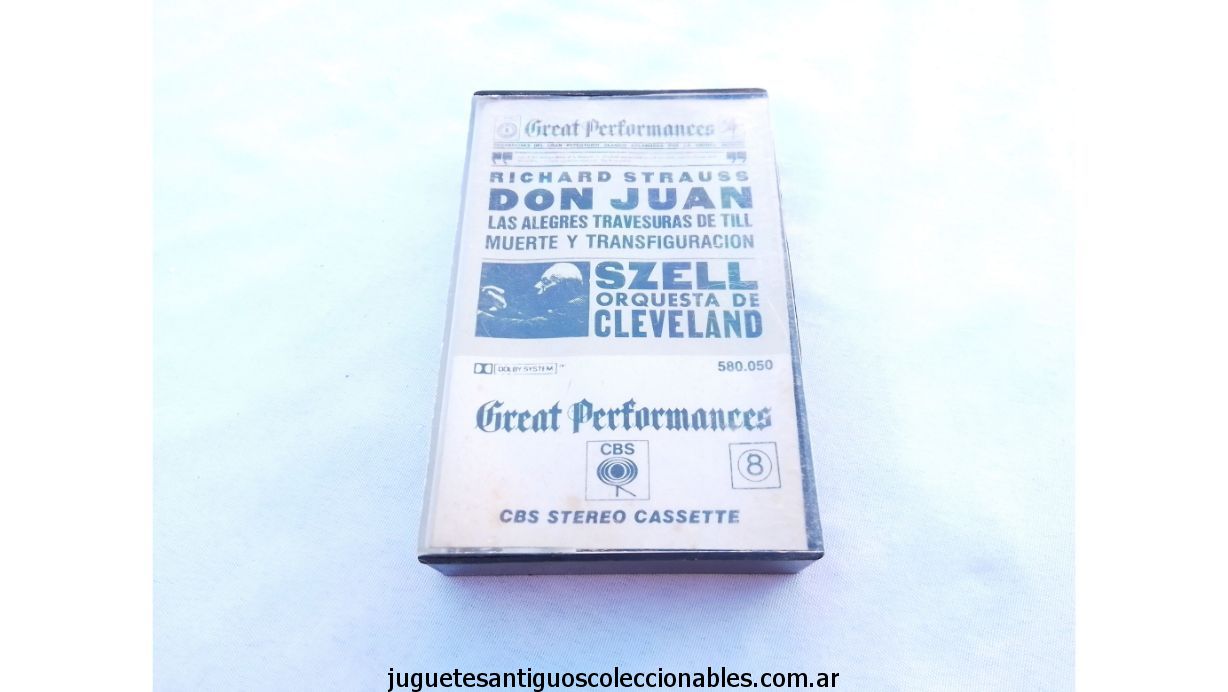 Great Performances
RICHARD STRAUSS
DON JUAN
LAS ALEGRES TRAVESURAS DE TILL
MUERTE Y TRANSFIGURACION
SZELL
ORQUESTA DE
CLEVELAND
DOLBY SYSTEM
580.050
Great Performances
CBS
8
CBS STEREO CASSETTE
juguetesantiguoscoleccionables.com.ar